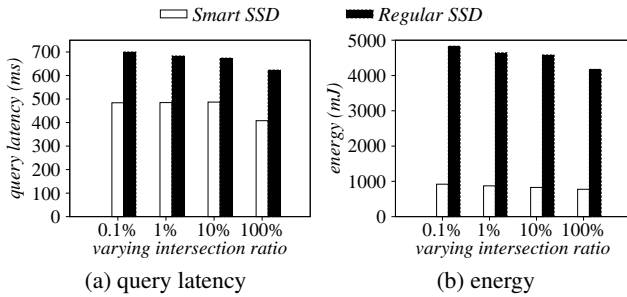 Smart SSD Regular SSD
query latency (ms)
700
600
500
400
300
200
100
0
0.1% 1% 10% 100%
varying intersection ratio
(a) query latency
energy (mJ)
5000
4000
3000
2000
1000
0
0.1% 1% 10% 100%
varying intersection ratio
(b) energy